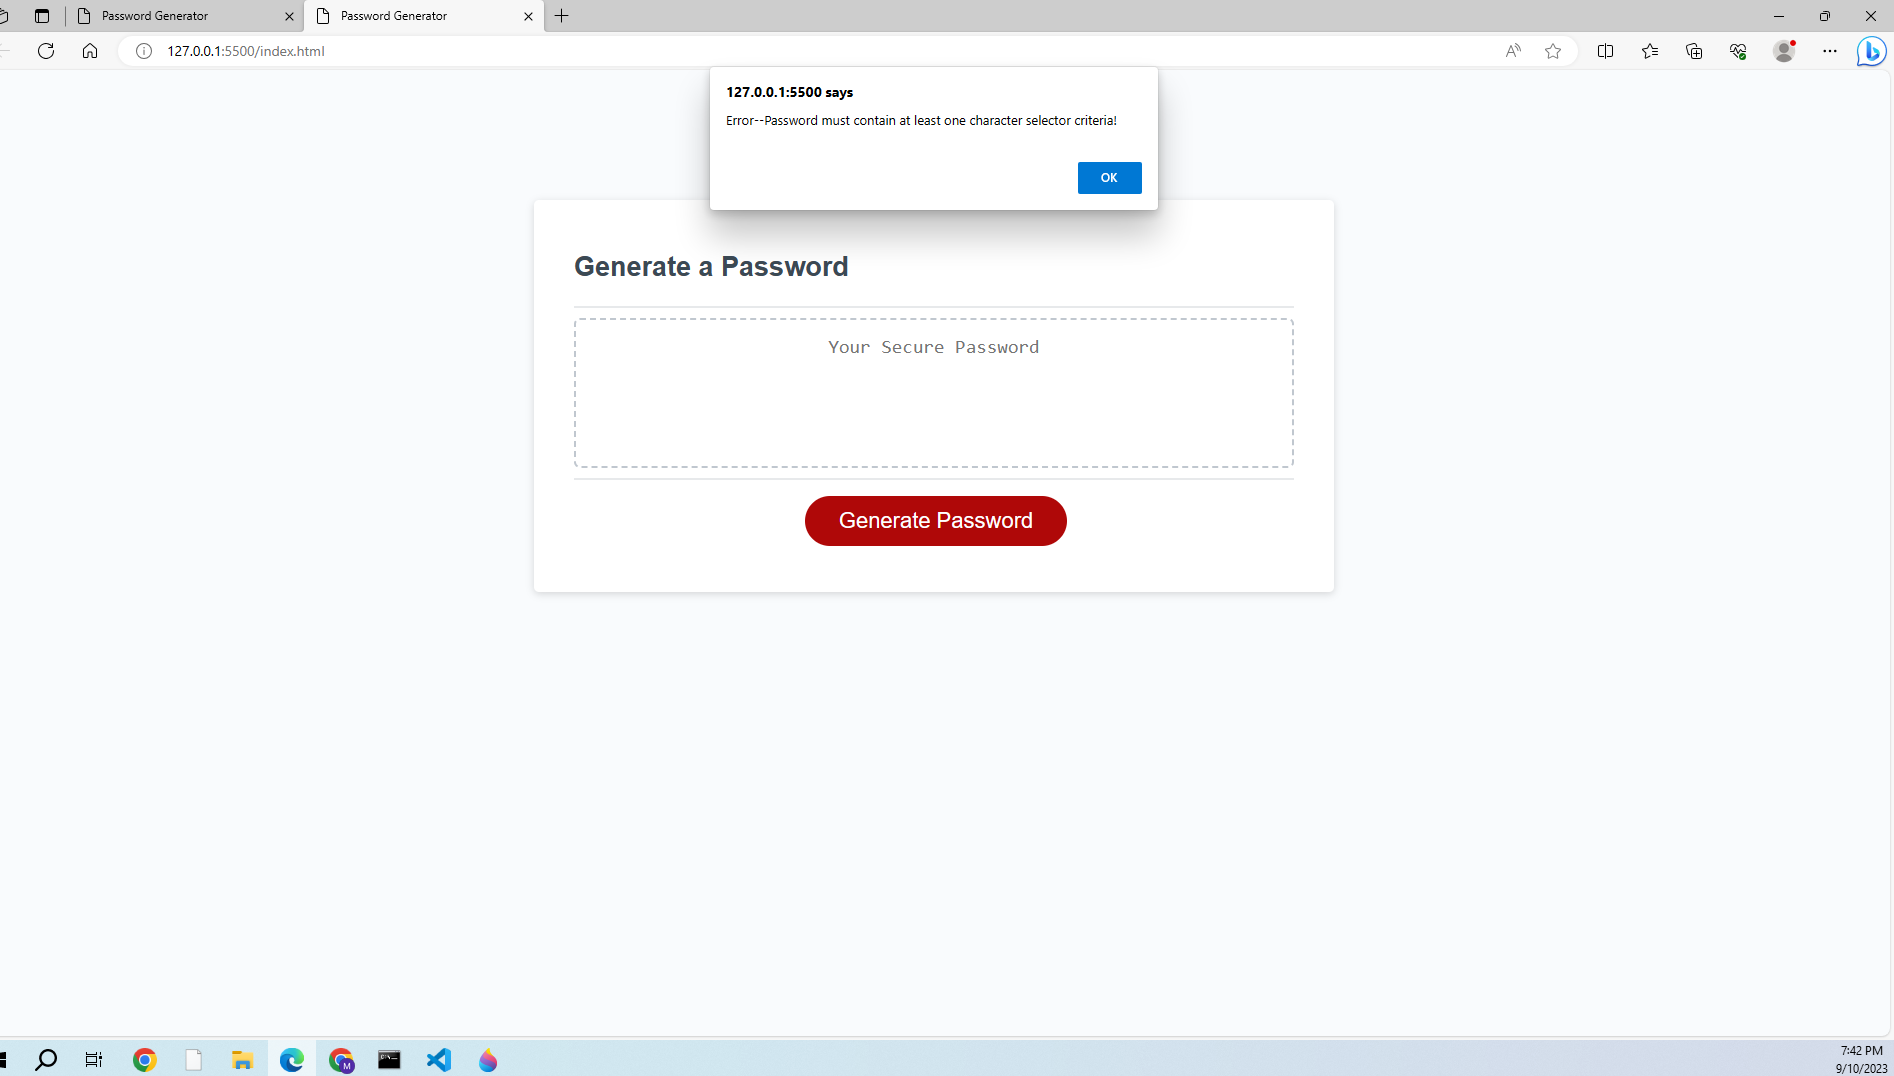 Password Generator
Password Generator
127.0.0.1:5500/index.html
127.0.0.1:5500 says
Error--Password must contain at least one character selector criteria!
OK
Generate a Password
Your Secure Password
Generate Password
7:42 PM
9/10/2023